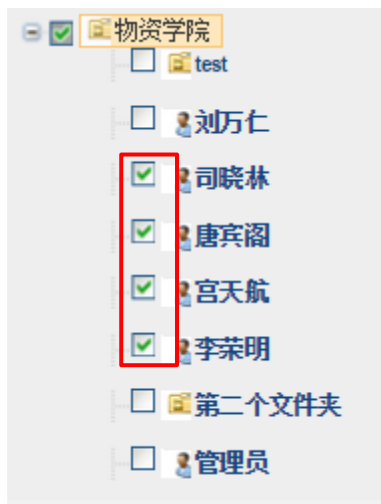 物资学院
test
刘万仁
司晓林
唐宾阁
宫天航
李荣明
第二个文件夹
管理员